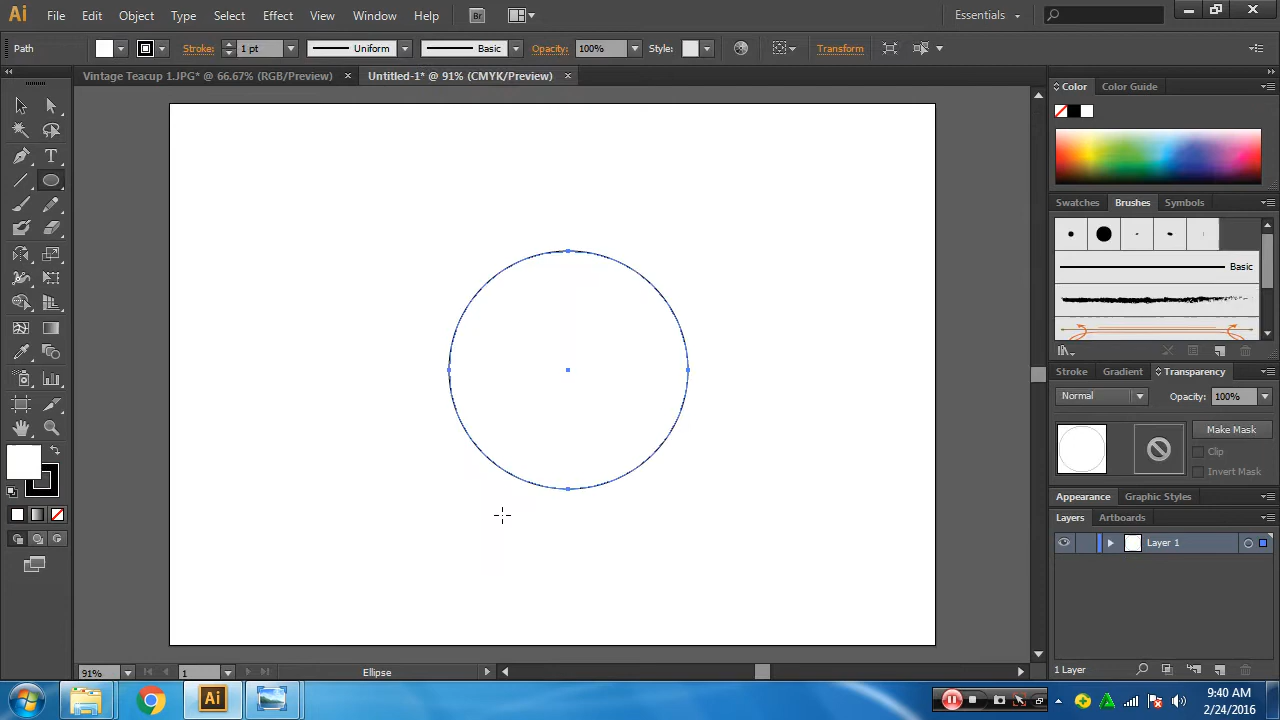 Ai File Edit Object Type Select Effect View Window Help Br Essentials
Path Stroke: 1 pt Uniform Basic Opacity: 100% Style: Transform
Vintage Teacup 1.JPG* @ 66.67% (RGB/Preview) Untitled-1* @ 91% (CMYK/Preview)
Color Color Guide
Swatches Brushes Symbols
Basic
Stroke Gradient Transparency
Normal Opacity: 100%
Make Mask
Clip
Invert Mask
Appearance Graphic Styles
Layers Artboards
Layer 1
1 Layer
91% 1 Ellipse
Ai
9:40 AM
2/24/2016